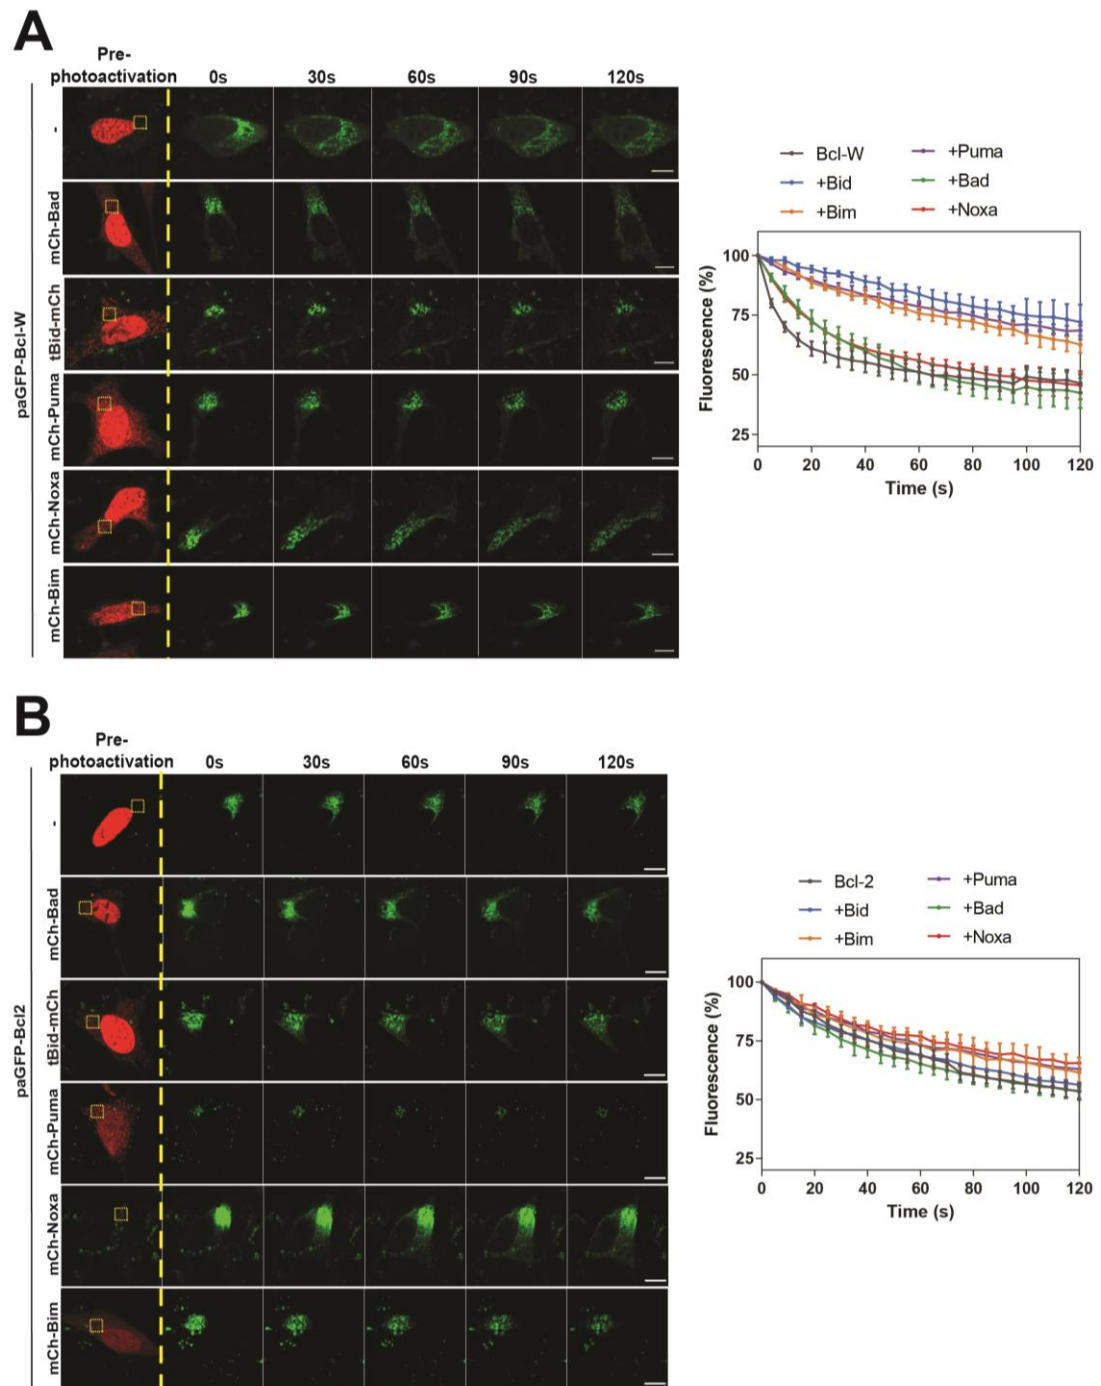 A
Pre-
photoactivation 0s 30s 60s 90s 120s
paGFP-Bcl-W
-
mCh-Bad
tBid-mCh
mCh-Puma
mCh-Noxa
mCh-Bim
Bcl-W +Puma
+Bid +Bad
+Bim +Noxa
Fluorescence (%)
100
75
50
25
0 20 40 60 80 100 120
Time (s)
B
Pre-
photoactivation 0s 30s 60s 90s 120s
paGFP-Bcl2
-
mCh-Bad
tBid-mCh
mCh-Puma
mCh-Noxa
mCh-Bim
Bcl-2 +Puma
+Bid +Bad
+Bim +Noxa
Fluorescence (%)
100
75
50
25
0 20 40 60 80 100 120
Time (s)